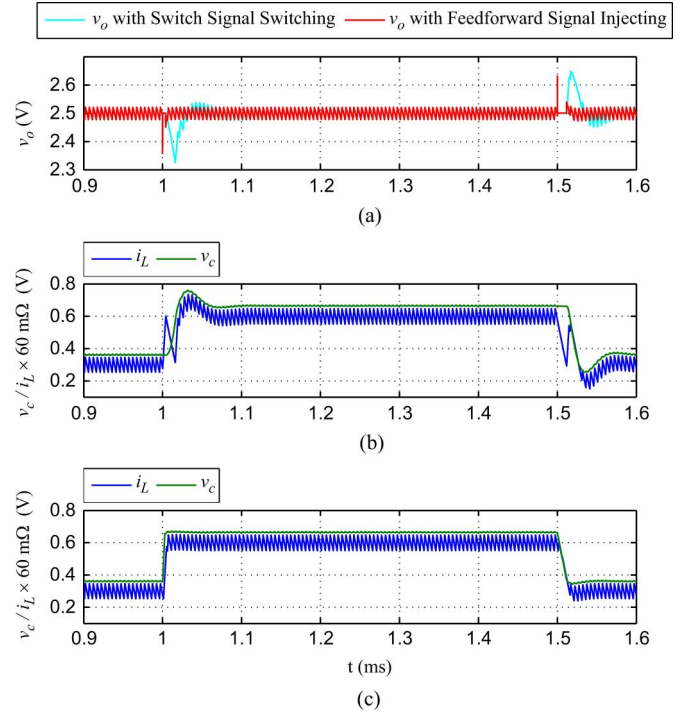 v_o with Switch Signal Switching v_o with Feedforward Signal Injecting
2.6
2.5
2.4
2.3
v_o (V)
0.9 1 1.1 1.2 1.3 1.4 1.5 1.6
(a)
i_L v_c
0.8
0.6
0.4
0.2
v_c / i_L × 60 mΩ (V)
0.9 1 1.1 1.2 1.3 1.4 1.5 1.6
(b)
i_L v_c
0.8
0.6
0.4
0.2
v_c / i_L × 60 mΩ (V)
0.9 1 1.1 1.2 1.3 1.4 1.5 1.6
t (ms)
(c)